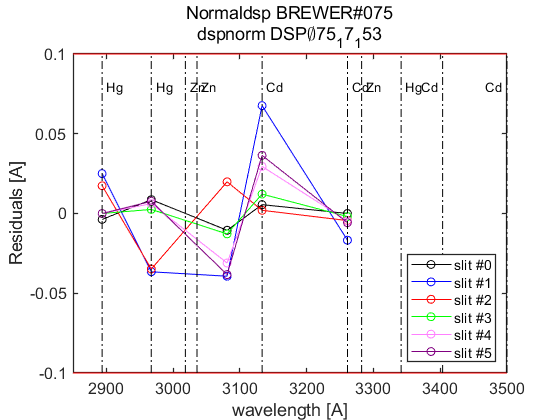 Normaldsp BREWER#075
dspnorm DSP∅75₁7₁53
0.1
0.05
0
-0.05
-0.1
Residuals [A]
Hg
Hg
Zn
Zn
Cd
Cd
Zn
Hg
Cd
Cd
slit #0
slit #1
slit #2
slit #3
slit #4
slit #5
2900
3000
3100
3200
3300
3400
3500
wavelength [A]